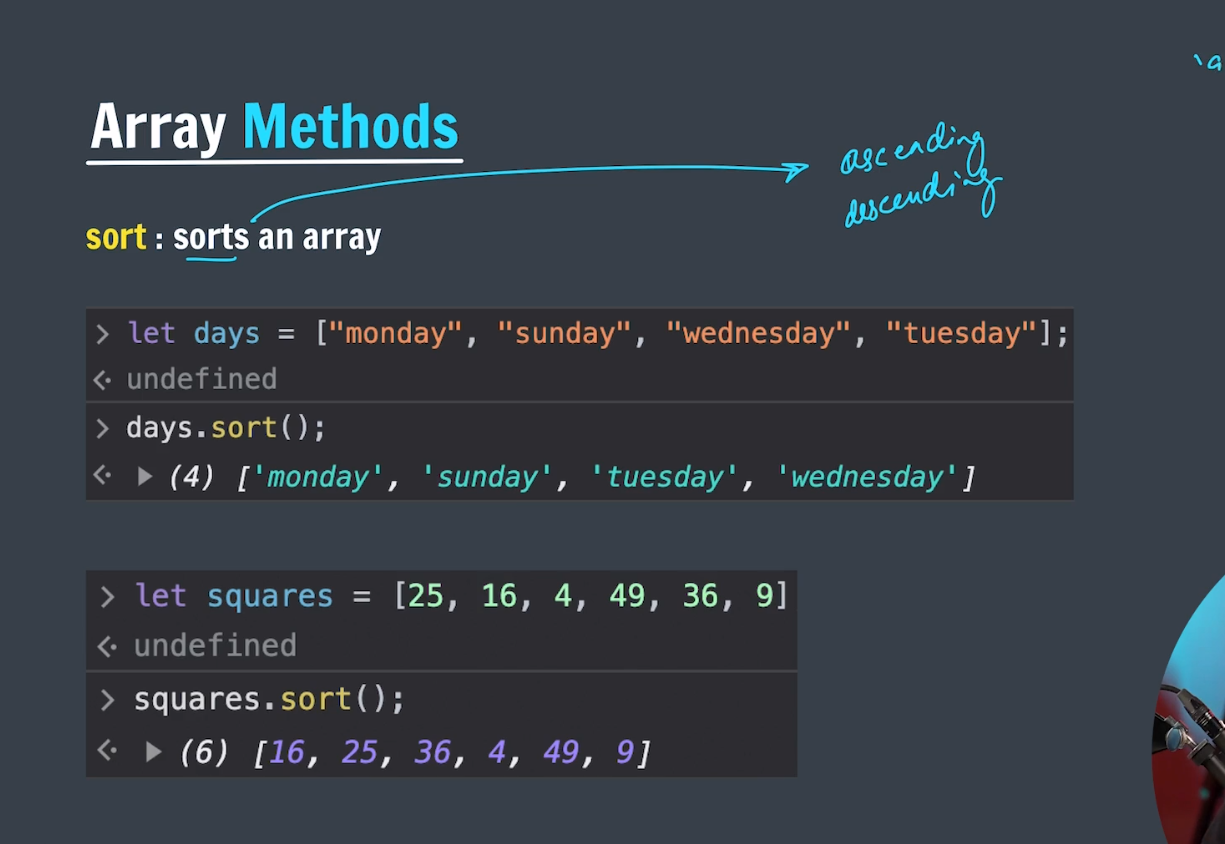 Array Methods
ascending
descending
sort : sorts an array
> let days = ["monday", "sunday", "wednesday", "tuesday"];
<· undefined
> days.sort();
<· ▶ (4) ['monday', 'sunday', 'tuesday', 'wednesday']
> let squares = [25, 16, 4, 49, 36, 9]
<· undefined
> squares.sort();
<· ▶ (6) [16, 25, 36, 4, 49, 9]